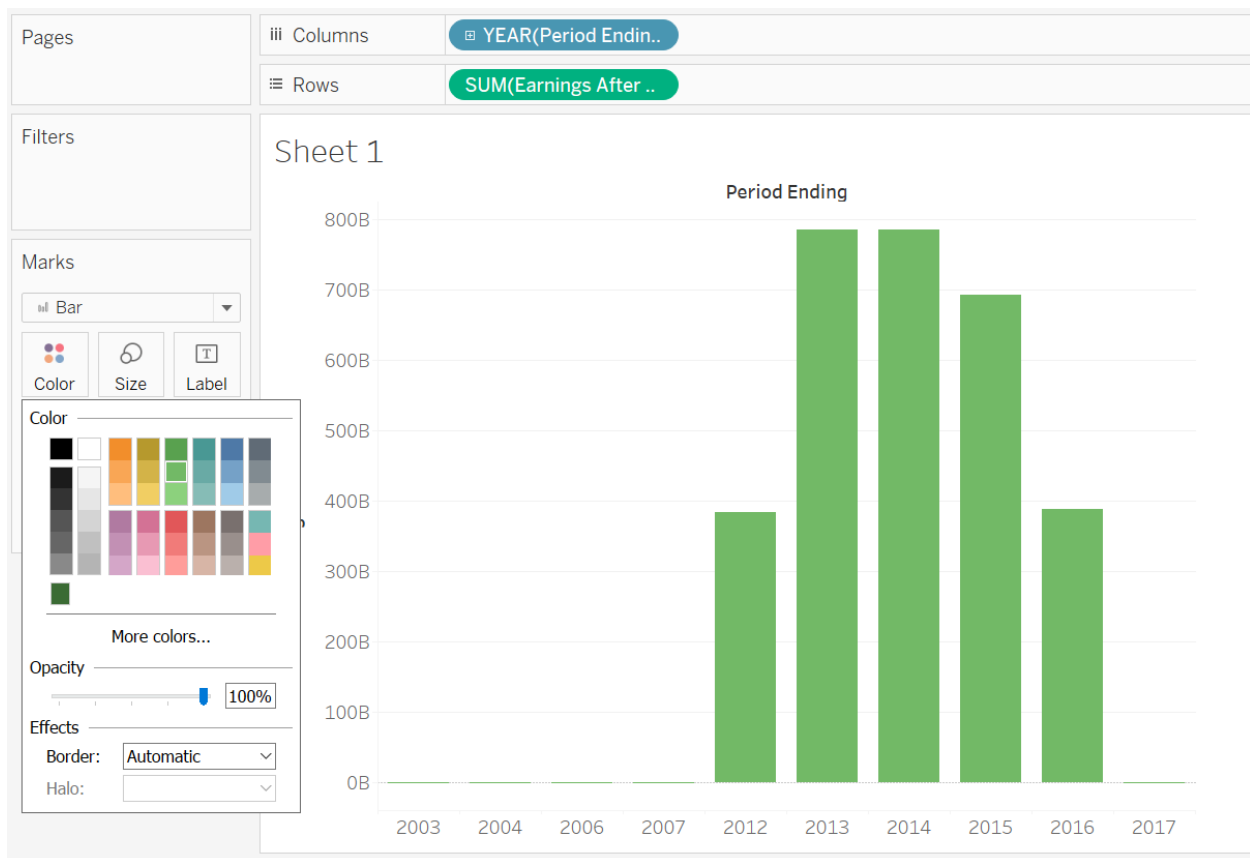 Pages
iii Columns
YEAR(Period Endin..
Rows
SUM(Earnings After ..
Filters
Sheet 1
Period Ending
800B
700B
600B
500B
400B
300B
200B
100B
0B
2003 2004 2006 2007 2012 2013 2014 2015 2016 2017
Marks
Bar
T
Color Size Label
Color
More colors...
Opacity
100%
Effects
Border: Automatic
Halo: